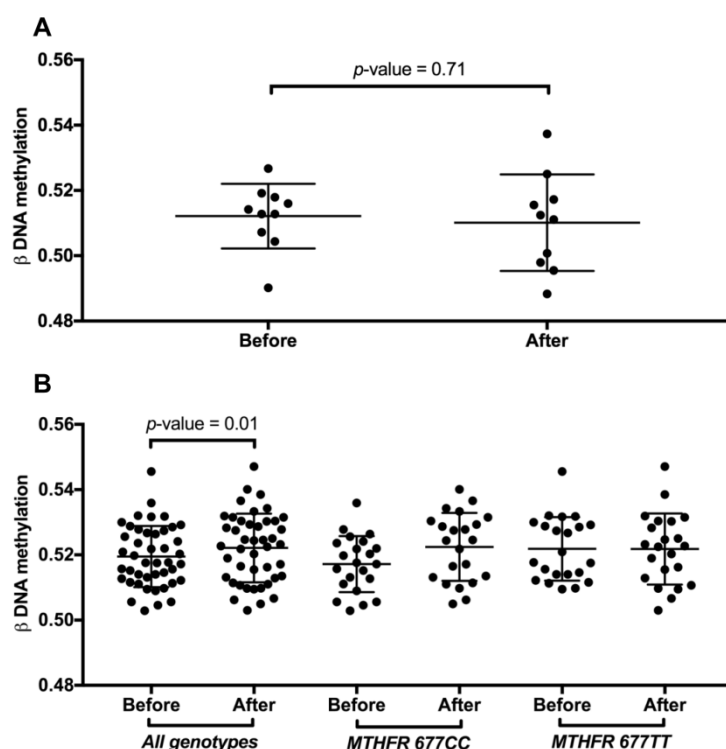 A
p-value = 0.71
β DNA methylation
0.56
0.54
0.52
0.50
0.48
Before After
B
p-value = 0.01
β DNA methylation
0.56
0.54
0.52
0.50
0.48
Before After Before After Before After
All genotypes MTHFR 677CC MTHFR 677TT